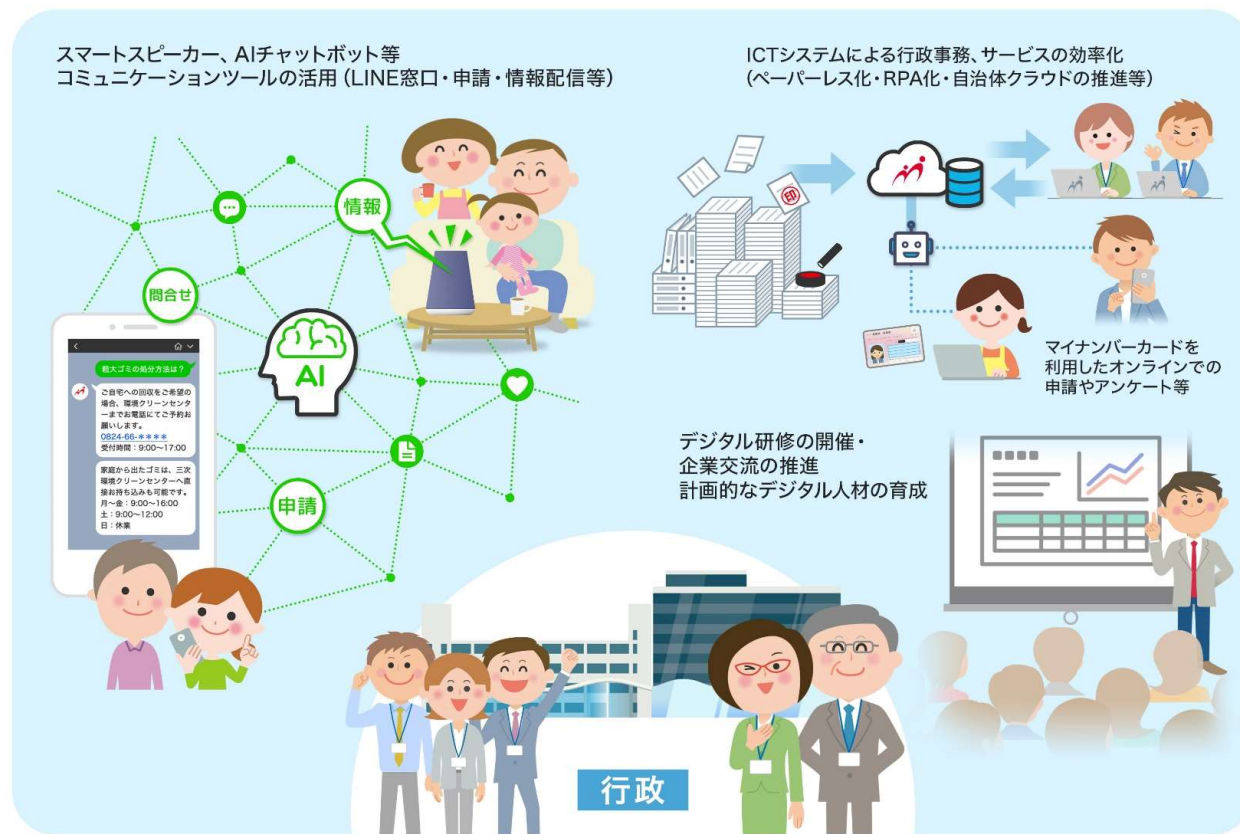 スマートスピーカー、AIチャットボット等
コミュニケーションツールの活用(LINE窓口・申請・情報配信等)
ICTシステムによる行政事務、サービスの効率化
(ペーパーレス化・RPA化・自治体クラウドの推進等)
情報
問合せ
AI
申請
粗大ゴミの処分方法は?
ご自宅への回収をご希望の
場合、環境クリーンセンタ
ーまでお電話にてご予約お
願いします。
0824-66-****
受付時間:9:00〜17:00
家庭から出たゴミは、三次
環境クリーンセンターへ直
接お持ち込みも可能です。
月〜金:9:00〜16:00
土:9:00〜12:00
日:休業
印
マイナンバーカードを
利用したオンラインでの
申請やアンケート等
デジタル研修の開催・
企業交流の推進
計画的なデジタル人材の育成
行政